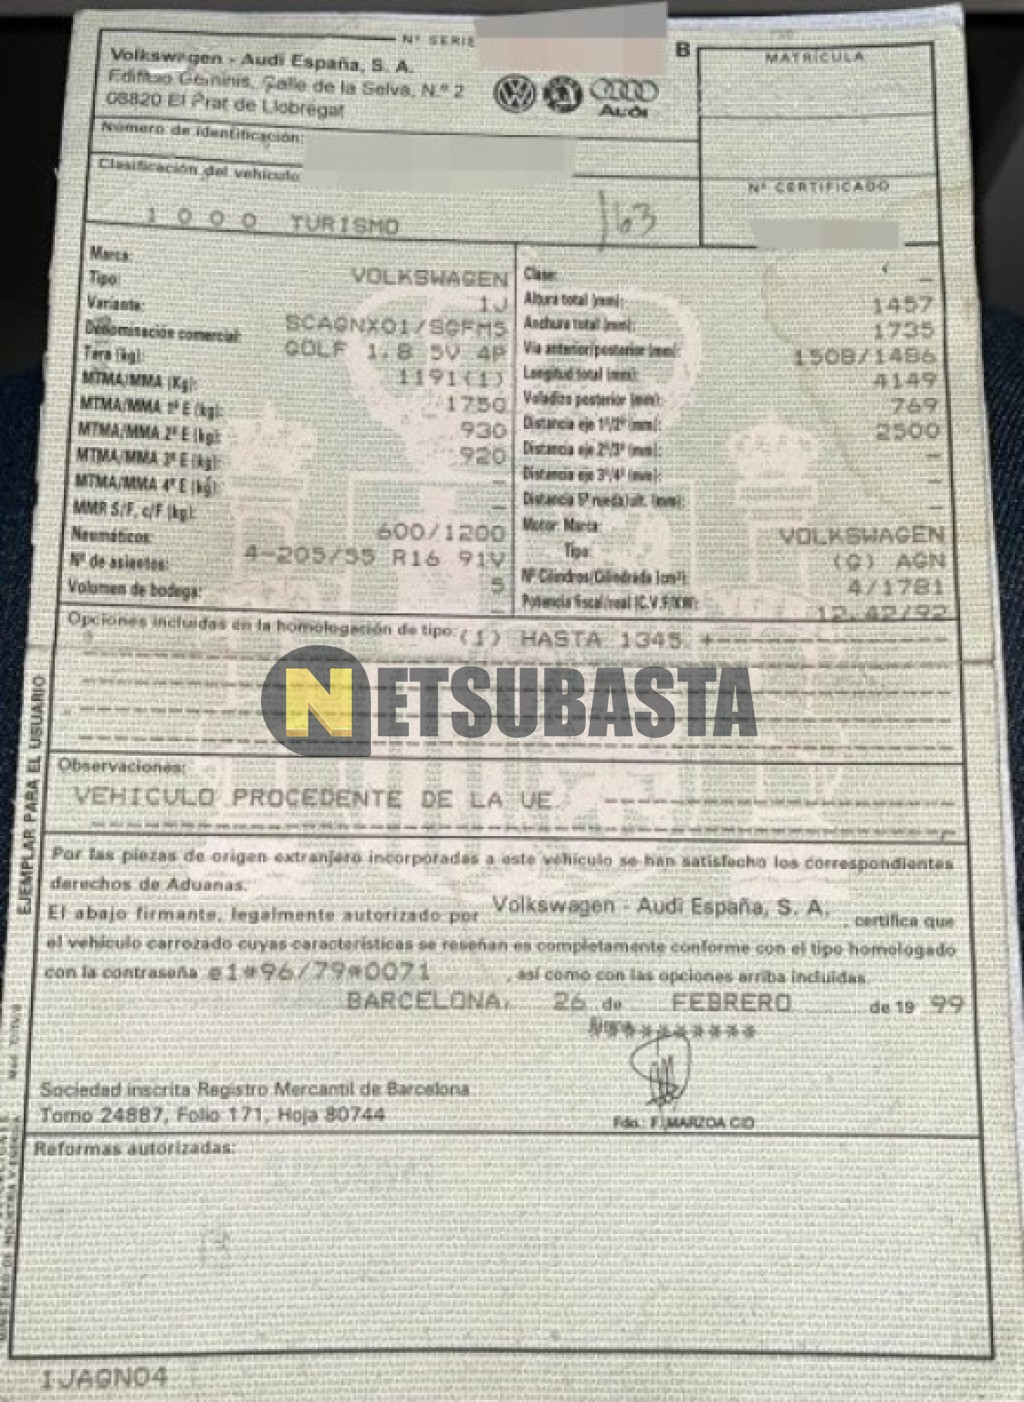 Nº SERIE
B
Volkswagen - Audi España, S. A.
Edificio Géminis, Calle de la Selva, N.º 2
08820 El Prat de Llobregat
Audi
MATRÍCULA
Número de identificación:
Clasificación del vehículo
Nº CERTIFICADO
1000 TURISMO
163
Marca: VOLKSWAGEN
Tipo: 1J
Variante: SCAGNX01/SGFM5
Denominación comercial: GOLF 1.8 5V 4P
Tara (kg): 1191(1)
MTMA/MMA (Kg): 1750
MTMA/MMA 1º E (kg): 930
MTMA/MMA 2º E (kg): 920
MTMA/MMA 3º E (kg): –
MTMA/MMA 4º E (kg): –
MMR S/F. c/F (kg): 600/1200
Neumáticos: 4-205/55 R16 91V
Nº de asientos: 5
Volumen de bodega: –
Clase: –
Altura total (mm): 1457
Anchura total (mm): 1735
Vía anterior/posterior (mm): 1508/1486
Longitud total (mm): 4149
Voladizo posterior (mm): 769
Distancia eje 1º/2º (mm): 2500
Distancia eje 2º/3º (mm): –
Distancia eje 3º/4º (mm): –
Distancia 5ª rueda/ult. (mm): –
Motor: Marca: VOLKSWAGEN
Tipo: (G) AGN
Nº Cilindros/Cilindrada (cm³): 4/1781
Potencia fiscal/real (C.V.F/KW): 12.42/92
Opciones incluidas en la homologación de tipo: (1) HASTA 1345. +
NETSUBASTA
Observaciones:
VEHICULO PROCEDENTE DE LA UE.
Por las piezas de origen extranjero incorporadas a este vehículo se han satisfecho los correspondientes
derechos de Aduanas.
El abajo firmante, legalmente autorizado por Volkswagen - Audi España, S. A. , certifica que
el vehículo carrozado cuyas características se reseñan es completamente conforme con el tipo homologado
con la contraseña e1*96/79*0071 , así como con las opciones arriba incluidas.
BARCELONA, 26 de FEBRERO de 19 99
Fdo.: F. MARZOA CID
Sociedad inscrita Registro Mercantil de Barcelona
Tomo 24887, Folio 171, Hoja 80744
Reformas autorizadas:
1JAGN04
EJEMPLAR PARA EL USUARIO